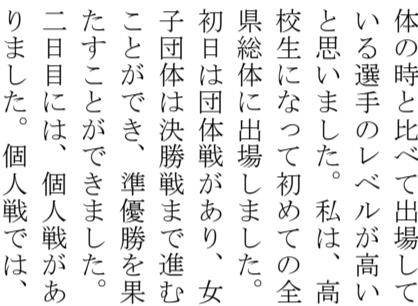 体の時と比べて出場して
いる選手のレベルが高い
と思いました。私は、高
校生になって初めての全
県総体に出場しました。
初日は団体戦があり、女
子団体は決勝戦まで進む
ことができ、準優勝を果
たすことができました。
二日目には、個人戦があ
りました。個人戦では、